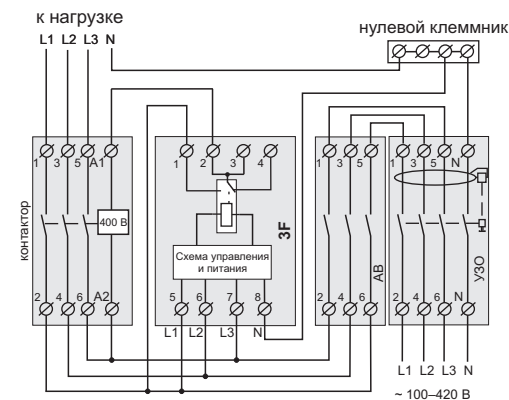 к нагрузке
нулевой клеммник
L1 L2 L3 N
1 3 5 A1
1 2 3 4
1 3 5
1 3 5 N
контактор
400 В
3F
Схема управления
и питания
АВ
УЗО
2 4 6 A2
5 6 7 8
2 4 6
2 4 6 N
L1 L2 L3 N
L1 L2 L3 N
~ 100–420 В